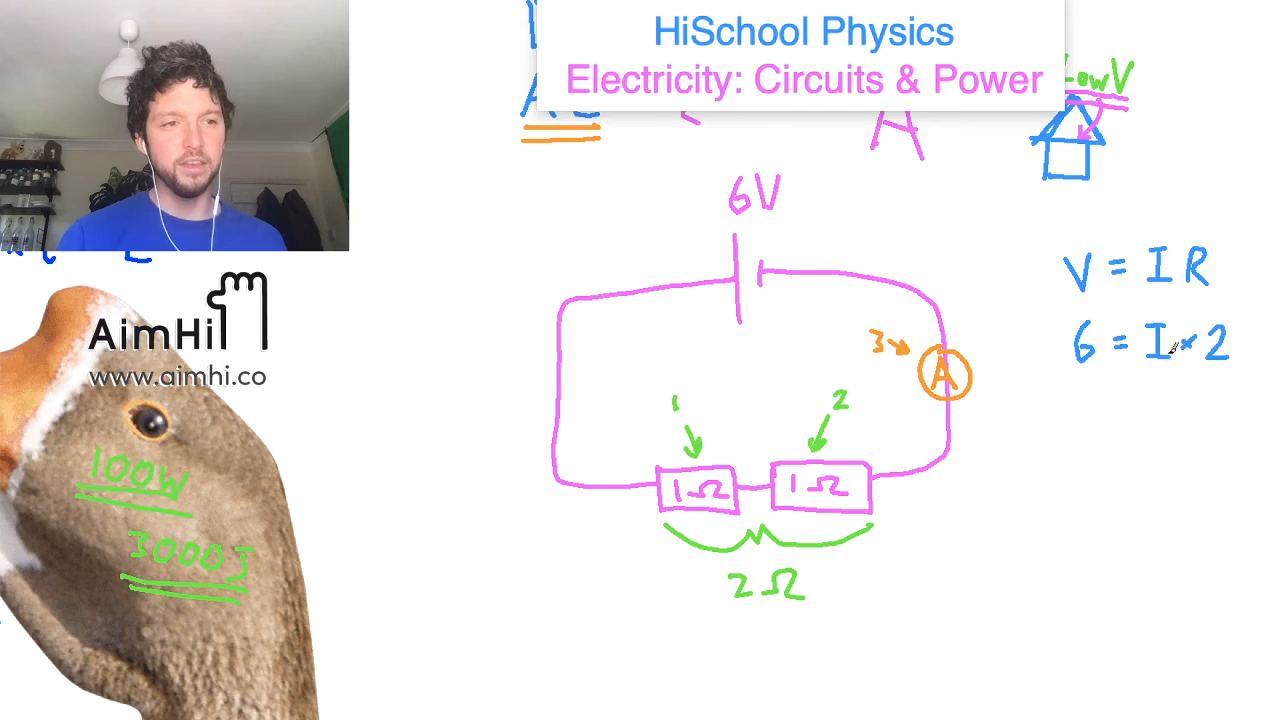 HiSchool Physics
Electricity: Circuits & Power
LowV
A
6V
V = I R
6 = I × 2
3
A
1
2
1Ω
1Ω
2Ω
AimHi
www.aimhi.co
100W
3000J